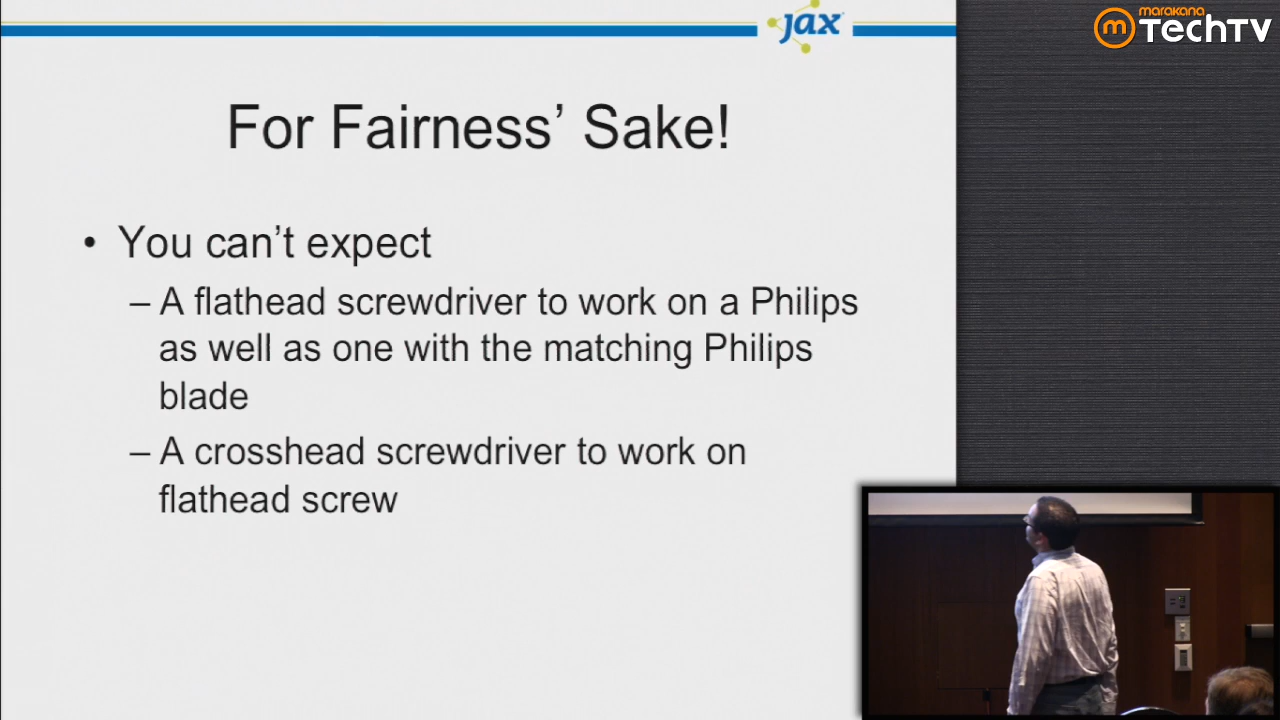 jax
marakana
m TechTV
For Fairness’ Sake!
• You can’t expect
– A flathead screwdriver to work on a Philips
as well as one with the matching Philips
blade
– A crosshead screwdriver to work on
flathead screw